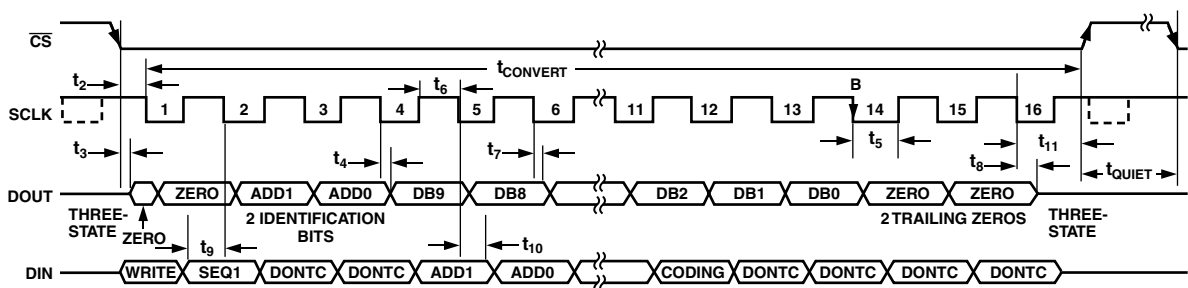 CS
tCONVERT
t2
t6
B
SCLK
1 2 3 4 5 6 11 12 13 14 15 16
t3
t4
t7
t5
t8
t11
tQUIET
DOUT
ZERO ADD1 ADD0 DB9 DB8 DB2 DB1 DB0 ZERO ZERO
THREE-
STATE
ZERO
2 IDENTIFICATION
BITS
2 TRAILING ZEROS
THREE-
STATE
t9
t10
DIN
WRITE SEQ1 DONTC DONTC ADD1 ADD0 CODING DONTC DONTC DONTC DONTC